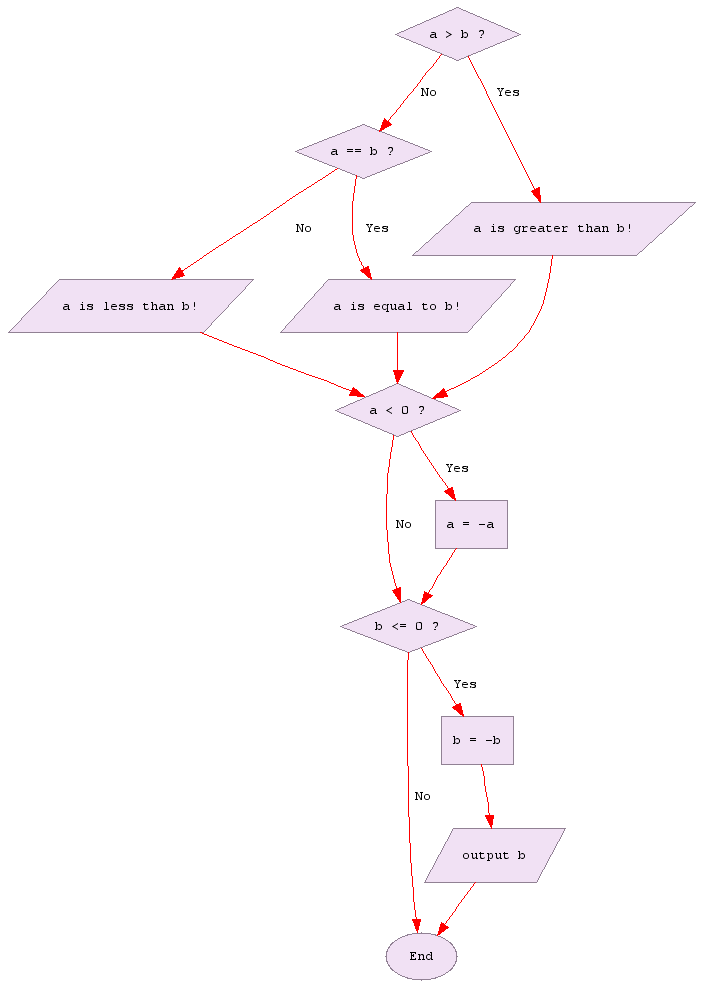 a > b ?
No
Yes
a == b ?
a is greater than b!
No
Yes
a is less than b!
a is equal to b!
a < 0 ?
Yes
No
a = -a
b <= 0 ?
Yes
b = -b
No
output b
End